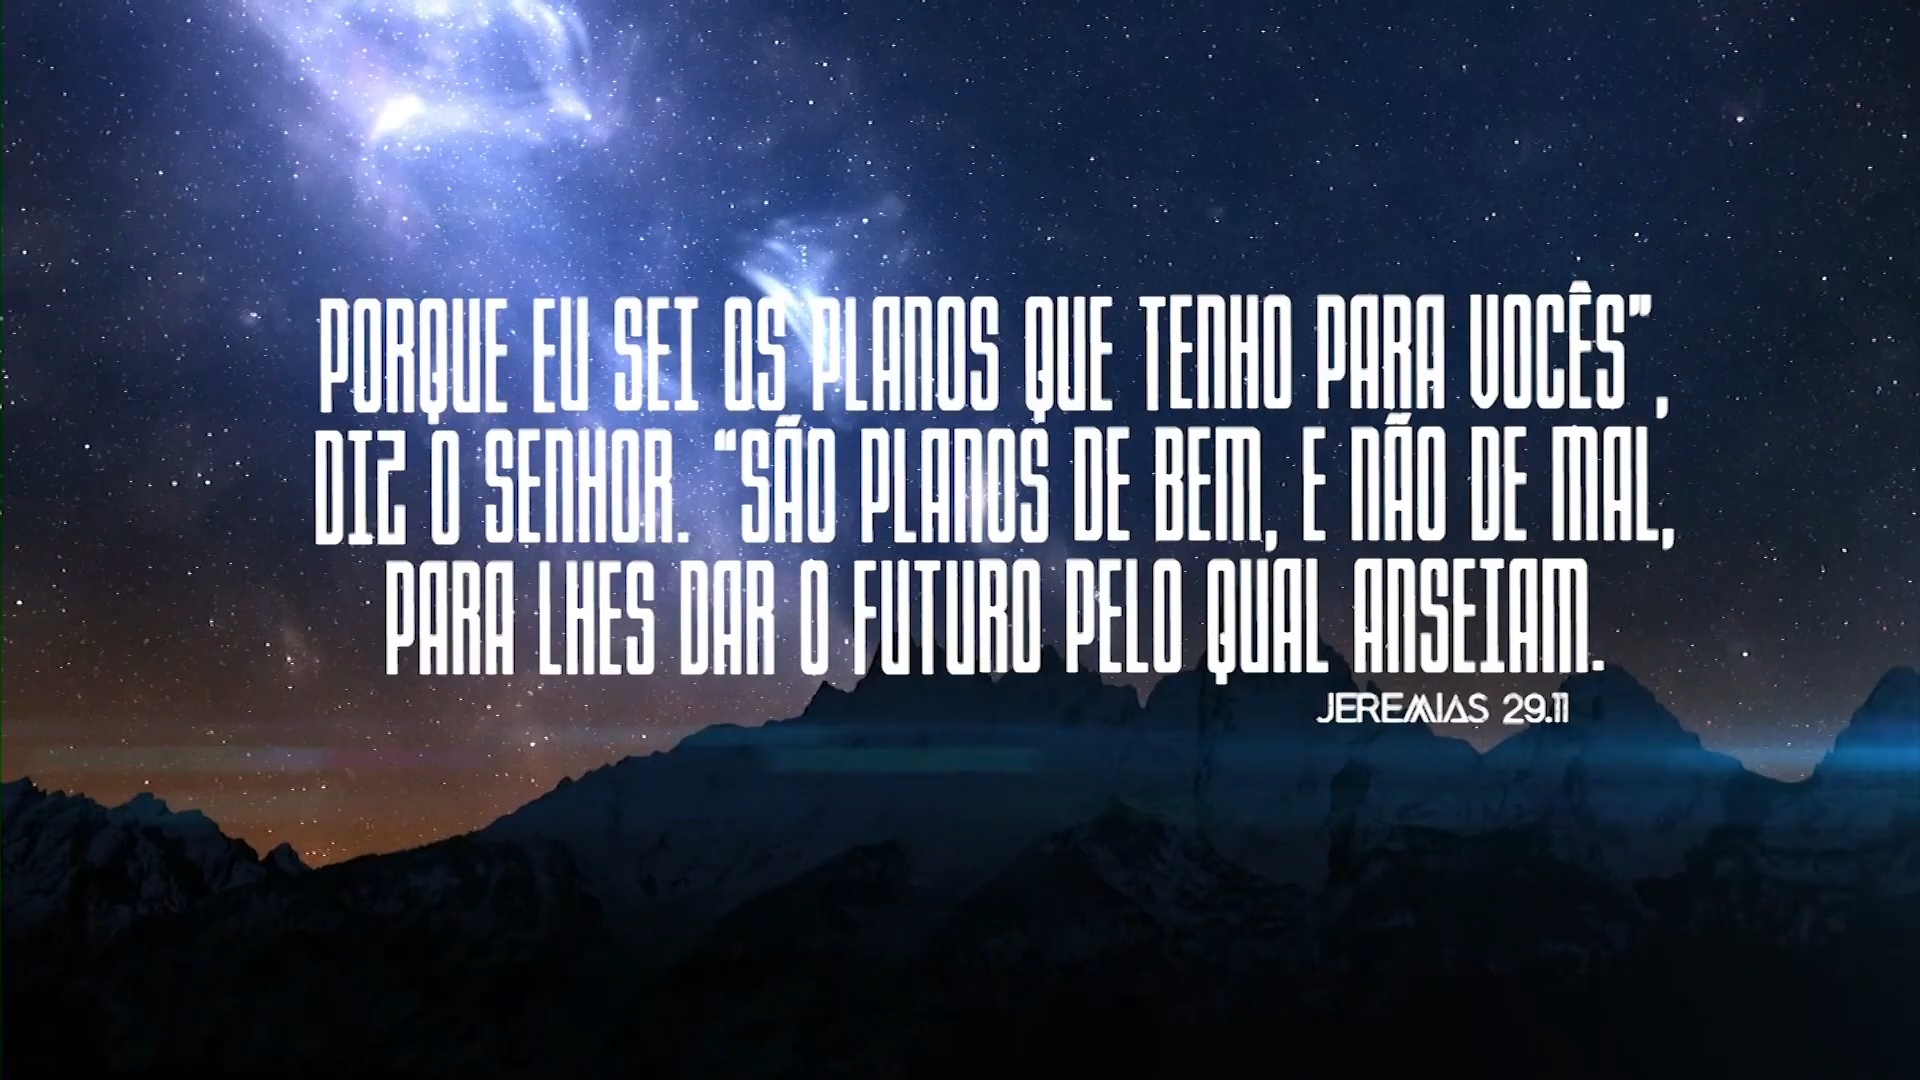 PORQUE EU SEI OS PLANOS QUE TENHO PARA VOCÊS”,
DIZ O SENHOR. “SÃO PLANOS DE BEM, E NÃO DE MAL,
PARA LHES DAR O FUTURO PELO QUAL ANSEIAM.
JEREMIAS 29.11